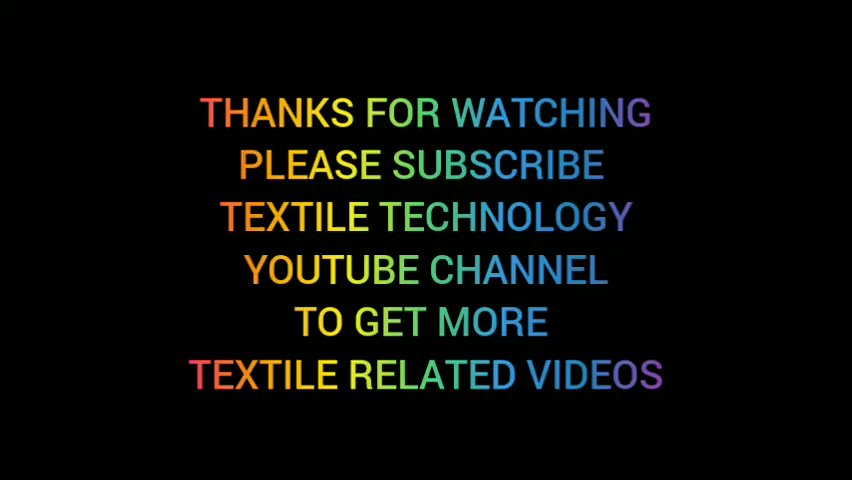 THANKS FOR WATCHING
PLEASE SUBSCRIBE
TEXTILE TECHNOLOGY
YOUTUBE CHANNEL
TO GET MORE
TEXTILE RELATED VIDEOS